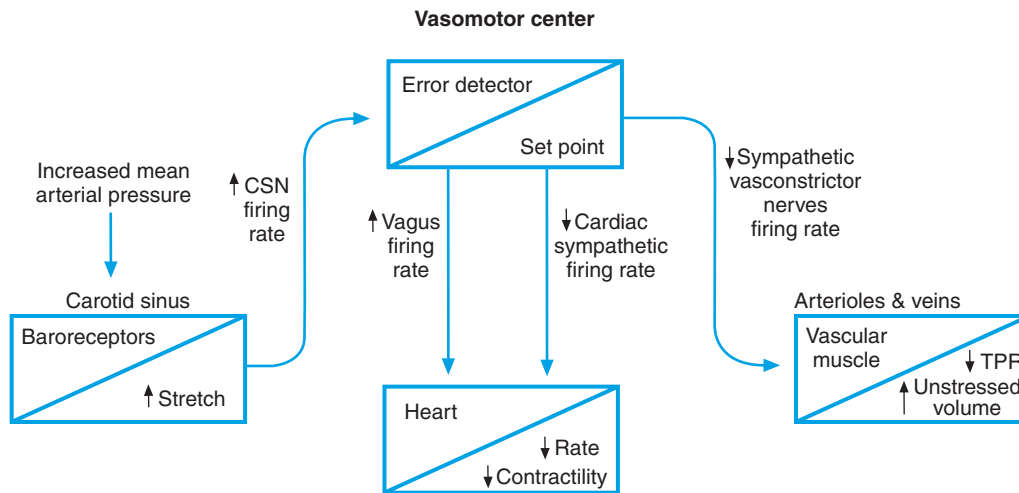 Vasomotor center
Error detector
Set point
Increased mean
arterial pressure
↑ CSN
firing
rate
↑ Vagus
firing
rate
↓ Cardiac
sympathetic
firing rate
↓ Sympathetic
vasoconstrictor
nerves
firing rate
Carotid sinus
Baroreceptors
↑ Stretch
Heart
↓ Rate
↓ Contractility
Arterioles & veins
Vascular
muscle
↓ TPR
↑ Unstressed
volume